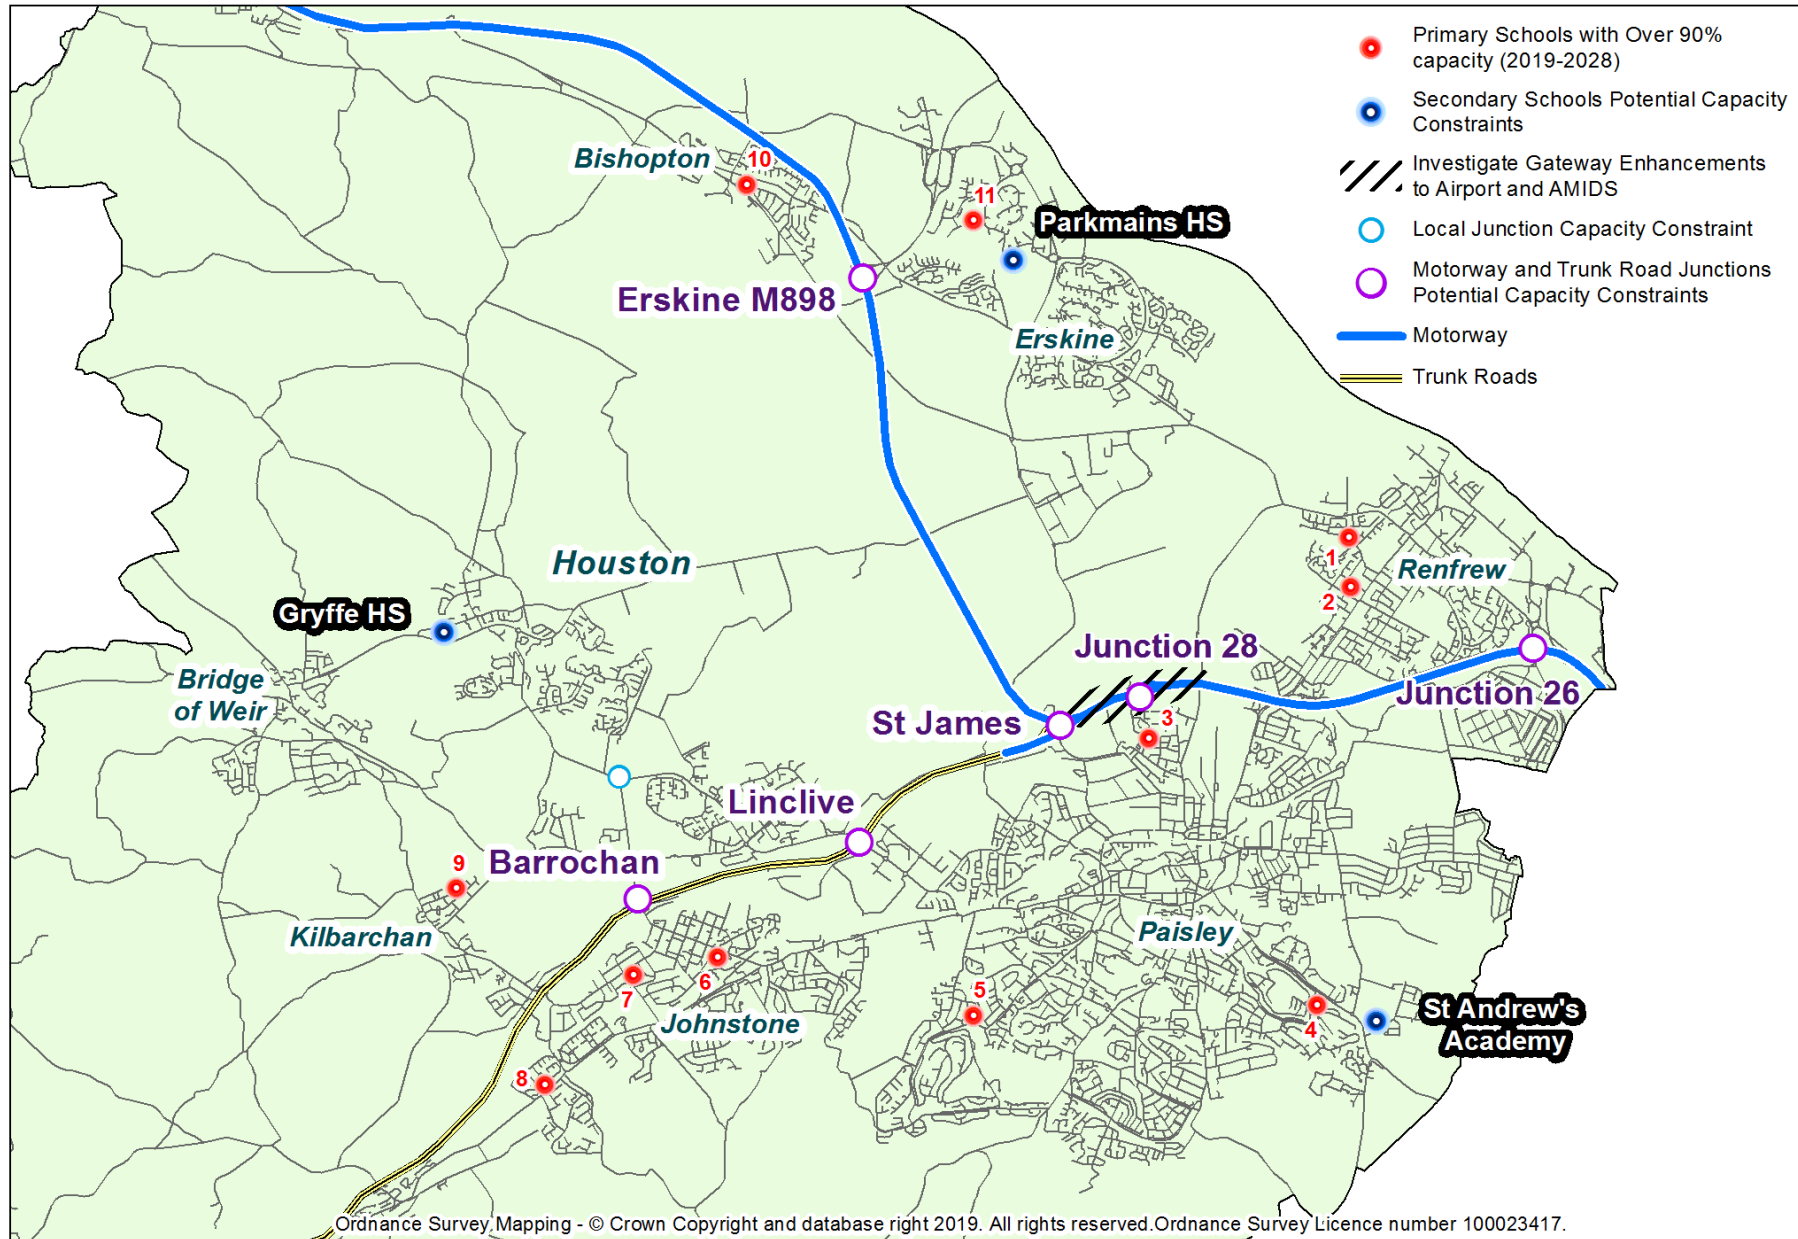 Primary Schools with Over 90%
capacity (2019-2028)
Secondary Schools Potential Capacity
Constraints
Investigate Gateway Enhancements
to Airport and AMIDS
Local Junction Capacity Constraint
Motorway and Trunk Road Junctions
Potential Capacity Constraints
Motorway
Trunk Roads
Bishopton
10
11
Parkmains HS
Erskine M898
Erskine
1
Renfrew
2
Houston
Gryffe HS
Bridge
of Weir
Junction 28
Junction 26
St James
3
Linclive
Barrochan
9
Kilbarchan
Paisley
6
7
5
Johnstone
4
St Andrew's
Academy
8
Ordnance Survey Mapping - © Crown Copyright and database right 2019. All rights reserved.Ordnance Survey Licence number 100023417.